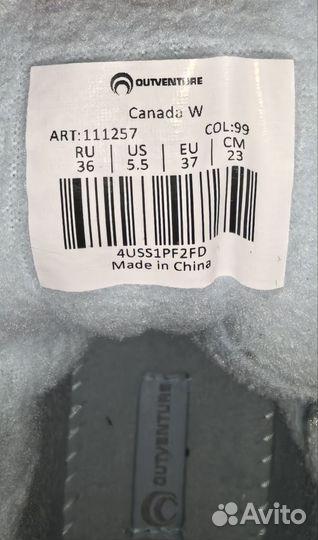 OUTVENTURE
Canada W
ART:111257 COL:99
RU US EU CM
36 5.5 37 23
4USS1PF2FD
Made in China
OUTVENTURE
Avito